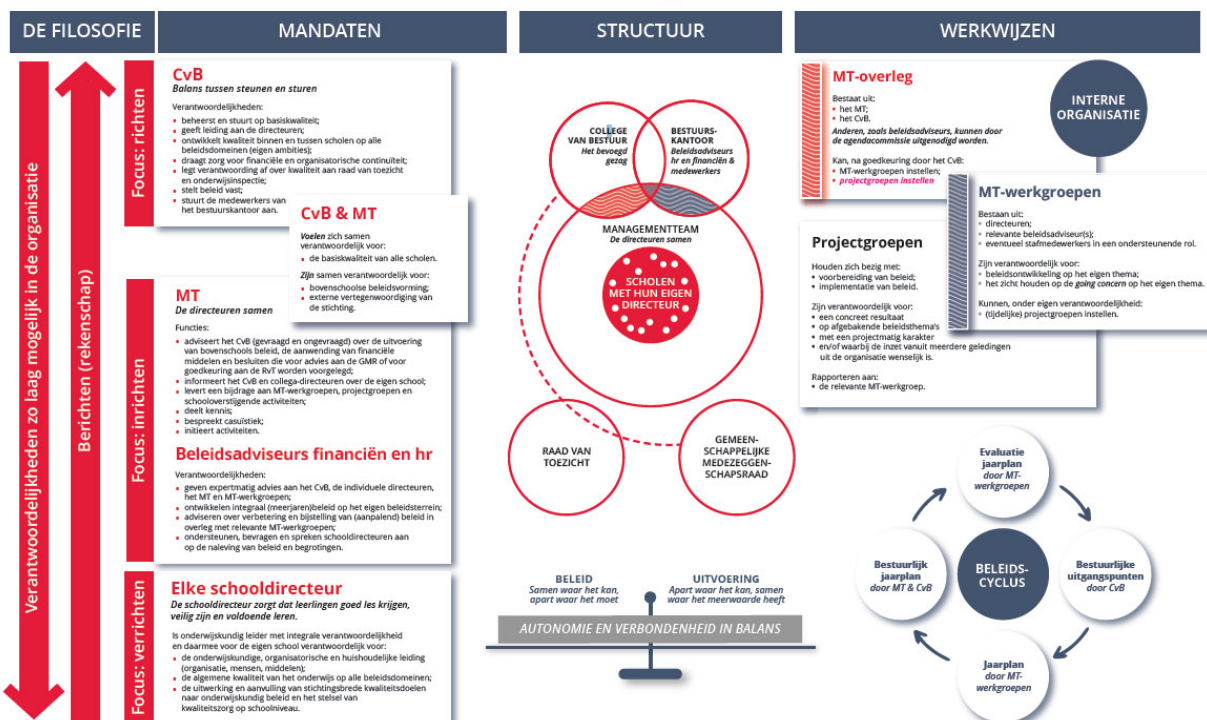 DE FILOSOFIE
MANDATEN
STRUCTUUR
WERKWIJZEN
Verantwoordelijkheden zo laag mogelijk in de organisatie
Berichten (rekenschap)
Focus: richten
CvB
Balans tussen steunen en sturen
Verantwoordelijkheden:
• beheerst en stuurt op basiskwaliteit;
• geeft leiding aan de directeuren;
• ontwikkelt kwaliteit binnen en tussen scholen op alle
beleidsdomeinen (eigen ambities);
• draagt zorg voor financiële en organisatorische continuïteit;
• legt verantwoording af over kwaliteit aan raad van toezicht
en onderwijsinspectie;
• stelt beleid vast;
• stuurt de medewerkers van
het bestuurskantoor aan.
CvB & MT
Voelen zich samen
verantwoordelijk voor:
• de basiskwaliteit van alle scholen.
Zijn samen verantwoordelijk voor:
• bovenschoolse beleidsvorming;
• externe vertegenwoordiging van
de stichting.
Focus: inrichten
MT
De directeuren samen
Functies:
• adviseert het CvB (gevraagd en ongevraagd) over de uitvoering
van bovenschools beleid, de aanwending van financiële
middelen en besluiten die voor advies aan de GMR of voor
goedkeuring aan de RvT worden voorgelegd;
• informeert het CvB en collega-directeuren over de eigen school;
• levert een bijdrage aan MT-werkgroepen, projectgroepen en
schooloverstijgende activiteiten;
• deelt kennis;
• bespreekt casuïstiek;
• initieert activiteiten.
Beleidsadviseurs financiën en hr
Verantwoordelijkheden:
• geven expertmatig advies aan het CvB, de individuele directeuren,
het MT en MT-werkgroepen;
• ontwikkelen integraal (meerjaren)beleid op het eigen beleidsterrein;
• adviseren over verbetering en bijstelling van (aanpalend) beleid in
overleg met relevante MT-werkgroepen;
• ondersteunen, bevragen en spreken schooldirecteuren aan
op de naleving van beleid en begrotingen.
Focus: verrichten
Elke schooldirecteur
De schooldirecteur zorgt dat leerlingen goed les krijgen,
veilig zijn en voldoende leren.
Is onderwijskundig leider met integrale verantwoordelijkheid
en daarmee voor de eigen school verantwoordelijk voor:
• de onderwijskundige, organisatorische en huishoudelijke leiding
(organisatie, mensen, middelen);
• de algemene kwaliteit van het onderwijs op alle beleidsdomeinen;
• de uitwerking en aanvulling van stichtingsbrede kwaliteitsdoelen
naar onderwijskundig beleid en het stelsel van
kwaliteitszorg op schoolniveau.
COLLEGE
VAN BESTUUR
Het bevoegd
gezag
BESTUURS-
KANTOOR
Beleidsadviseurs
hr en financiën &
medewerkers
MANAGEMENTTEAM
De directeuren samen
SCHOLEN
MET HUN EIGEN
DIRECTEUR
RAAD VAN
TOEZICHT
GEMEEN-
SCHAPPELIJKE
MEDEZEGGEN-
SCHAPSRAAD
BELEID
Samen waar het kan,
apart waar het moet
UITVOERING
Apart waar het kan, samen
waar het meerwaarde heeft
AUTONOMIE EN VERBONDENHEID IN BALANS
MT-overleg
Bestaat uit:
• het MT;
• het CvB.
Anderen, zoals beleidsadviseurs, kunnen door
de agendacommissie uitgenodigd worden.
Kan, na goedkeuring door het CvB:
• MT-werkgroepen instellen;
• projectgroepen instellen
INTERNE
ORGANISATIE
MT-werkgroepen
Bestaan uit:
• directeuren;
• relevante beleidsadviseur(s);
• eventueel stafmedewerkers in een ondersteunende rol.
Zijn verantwoordelijk voor:
• beleidsontwikkeling op het eigen thema;
• het zicht houden op de going concern op het eigen thema.
Kunnen, onder eigen verantwoordelijkheid:
• (tijdelijke) projectgroepen instellen.
Projectgroepen
Houden zich bezig met:
• voorbereiding van beleid;
• implementatie van beleid.
Zijn verantwoordelijk voor:
• een concreet resultaat
• op afgebakende beleidsthema's
• met een projectmatig karakter
• en/of waarbij de inzet vanuit meerdere geledingen
uit de organisatie wenselijk is.
Rapporteren aan:
• de relevante MT-werkgroep.
Evaluatie
jaarplan
door MT-
werkgroepen
Bestuurlijk
jaarplan
door MT & CvB
BELEIDS-
CYCLUS
Bestuurlijke
uitgangspunten
door CvB
Jaarplan
door MT-
werkgroepen